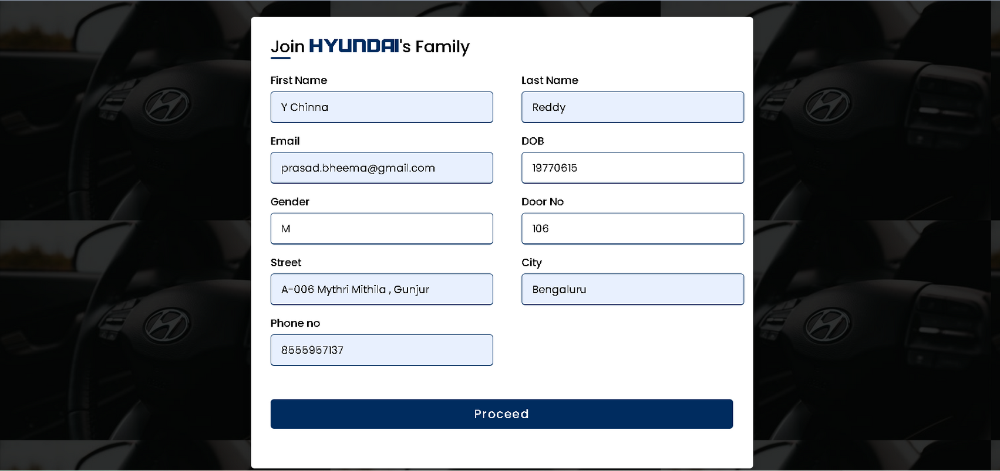 Join HYUNDAI's Family
First Name
Last Name
Y Chinna
Reddy
Email
DOB
prasad.bheema@gmail.com
19770615
Gender
Door No
M
106
Street
City
A-006 Mythri Mithila , Gunjur
Bengaluru
Phone no
8555957137
Proceed